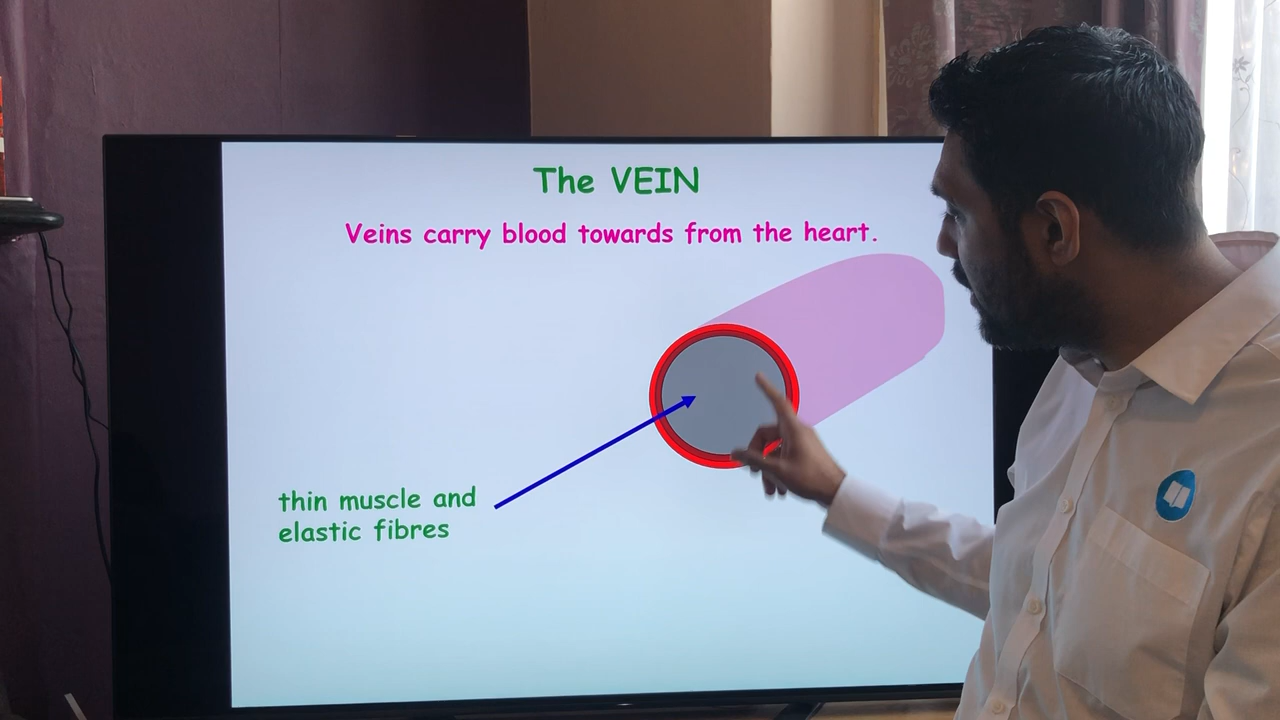 The VEIN
Veins carry blood towards from the heart.
thin muscle and
elastic fibres